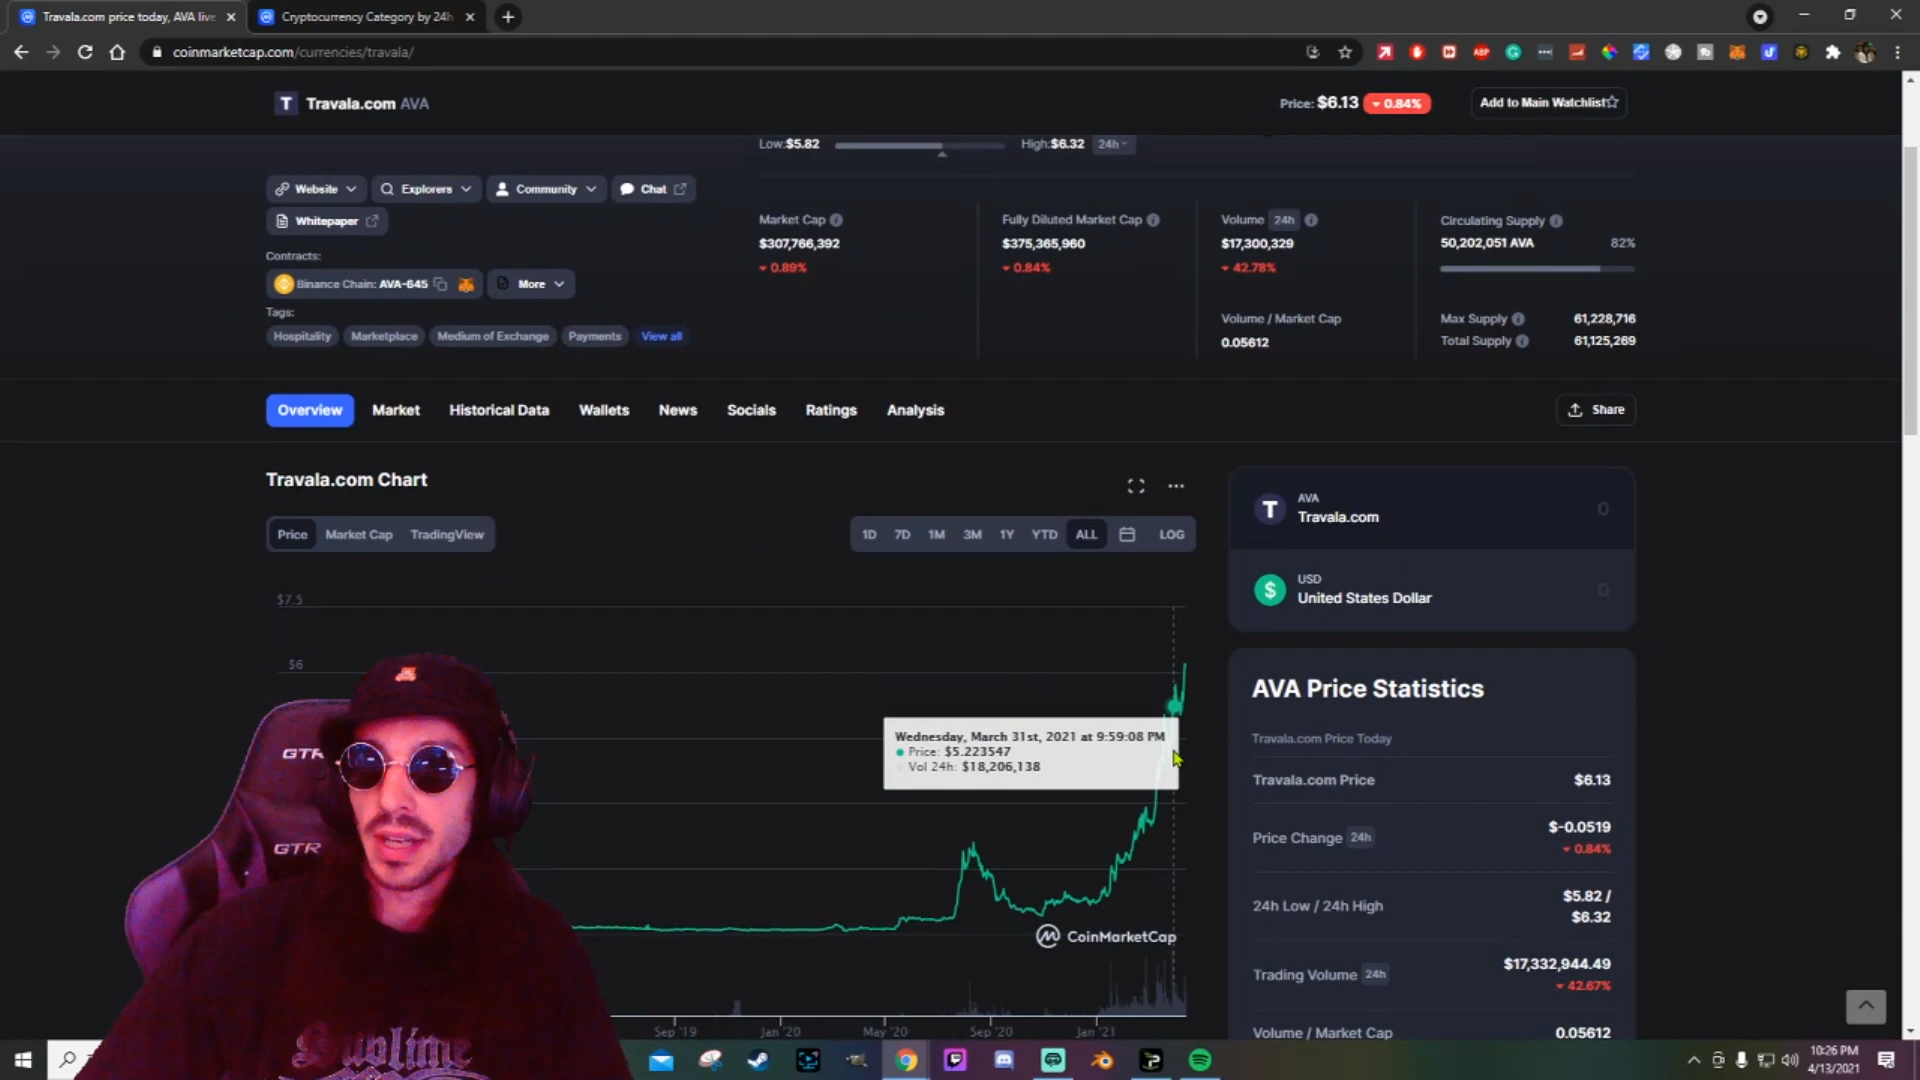 Travala.com price today, AVA live
Cryptocurrency Category by 24h
coinmarketcap.com/currencies/travala/
ABP
T Travala.com AVA
Price: $6.13 0.84%
Add to Main Watchlist
Low:$5.82
High:$6.32
24h
Website
Explorers
Community
Chat
Whitepaper
Contracts:
Binance Chain: AVA-645
More
Tags:
Hospitality
Marketplace
Medium of Exchange
Payments
View all
Market Cap
$307,766,392
0.89%
Fully Diluted Market Cap
$375,365,960
0.84%
Volume 24h
$17,300,329
42.78%
Volume / Market Cap
0.05612
Circulating Supply
50,202,051 AVA
82%
Max Supply
61,228,716
Total Supply
61,125,269
Overview
Market
Historical Data
Wallets
News
Socials
Ratings
Analysis
Share
Travala.com Chart
Price
Market Cap
TradingView
1D
7D
1M
3M
1Y
YTD
ALL
LOG
$7.5
$6
Wednesday, March 31st, 2021 at 9:59:08 PM
Price: $5.223547
Vol 24h: $18,206,138
CoinMarketCap
Sep '19
Jan '20
May '20
Sep '20
Jan '21
T
AVA
Travala.com
0
$
USD
United States Dollar
0
AVA Price Statistics
Travala.com Price Today
Travala.com Price
$6.13
Price Change 24h
$-0.0519
0.84%
24h Low / 24h High
$5.82 /
$6.32
Trading Volume 24h
$17,332,944.49
42.67%
Volume / Market Cap
0.05612
GTR
GTR
Sublime
10:26 PM
4/13/2021